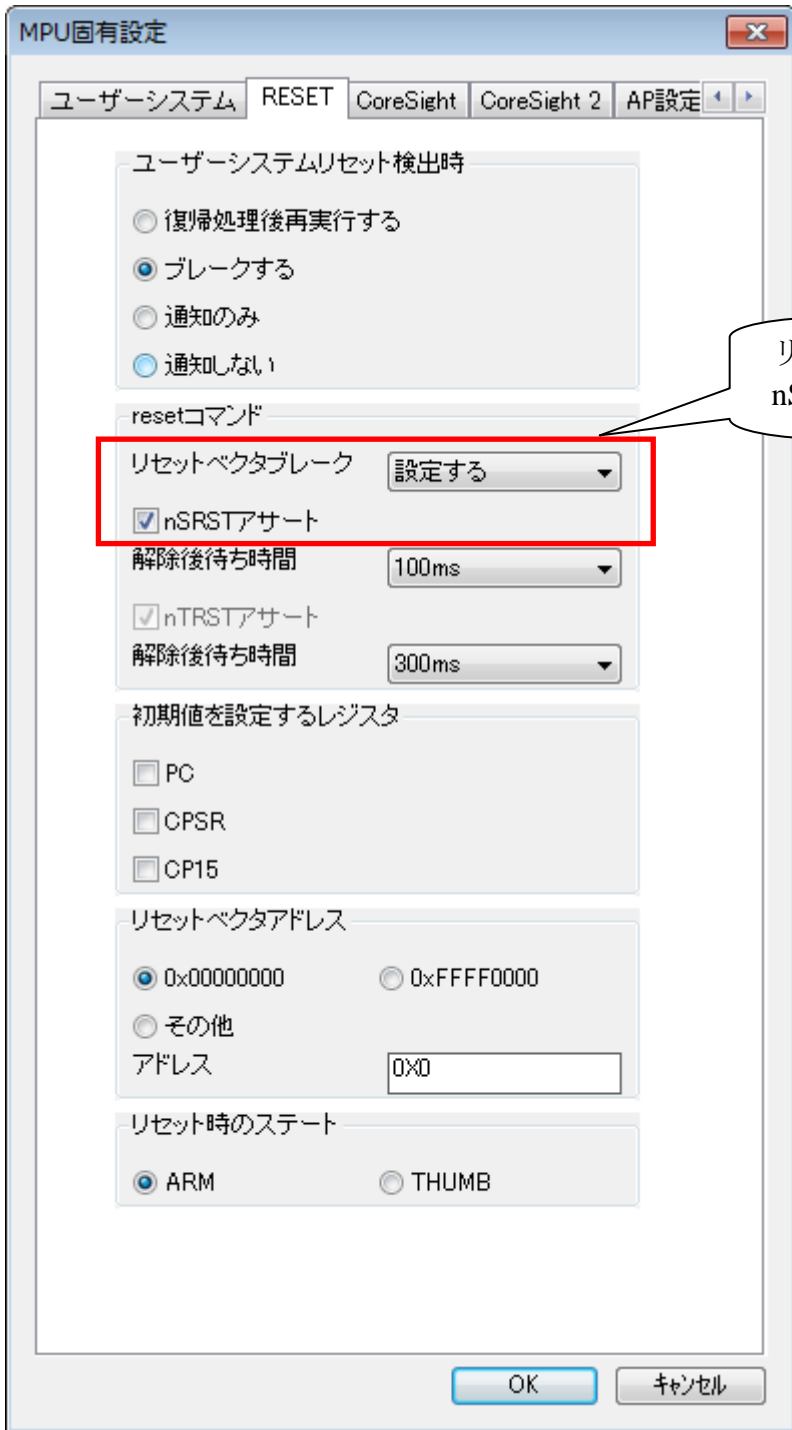 MPU固有設定
ユーザーシステム RESET CoreSight CoreSight 2 AP設定
ユーザーシステムリセット検出時
復帰処理後再実行する
ブレークする
通知のみ
通知しない
リ
nS
resetコマンド
リセットベクタブレーク 設定する
nSRSTアサート
解除後待ち時間 100ms
nTRSTアサート
解除後待ち時間 300ms
初期値を設定するレジスタ
PC
CPSR
CP15
リセットベクタアドレス
0x00000000 0xFFFF0000
その他
アドレス 0X0
リセット時のステート
ARM THUMB
OK キャンセル